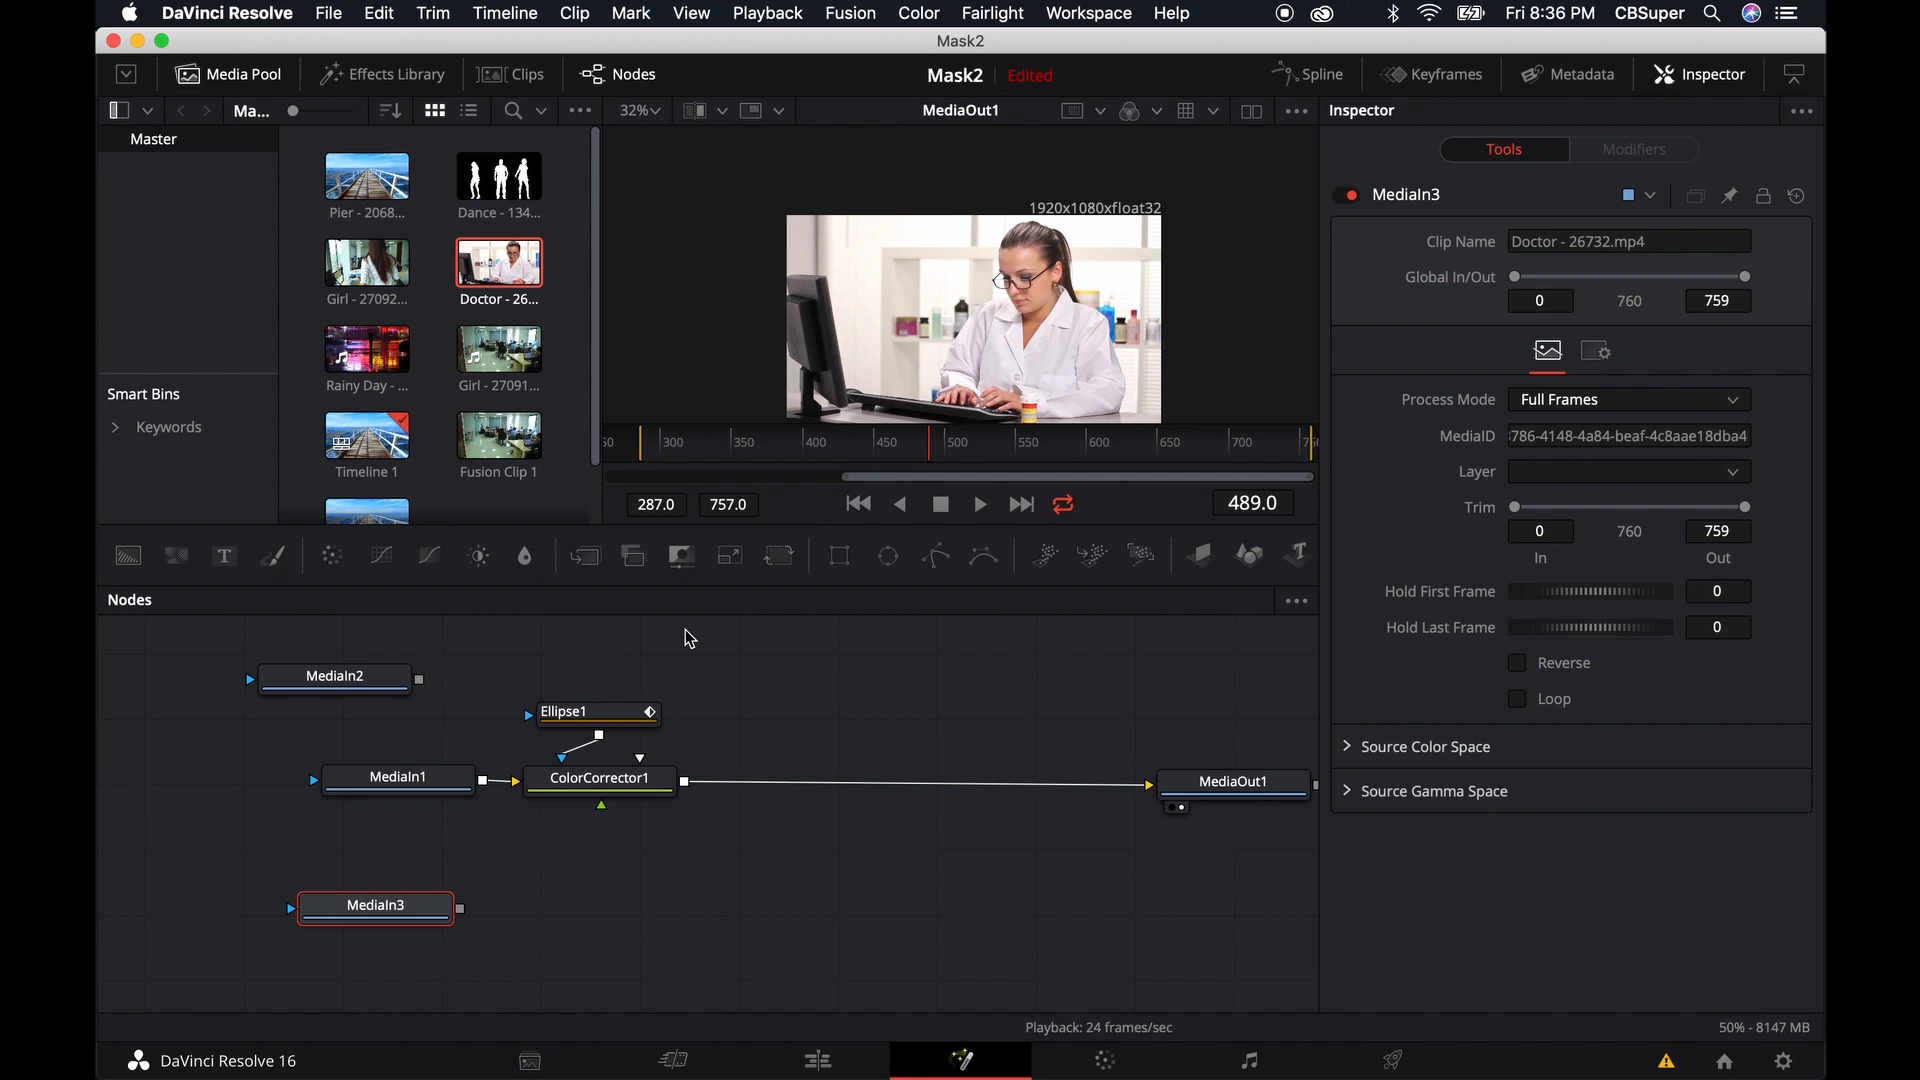 DaVinci Resolve File Edit Trim Timeline Clip Mark View Playback Fusion Color Fairlight Workspace Help Fri 8:36 PM CBSuper
Mask2
Media Pool Effects Library Clips Nodes Mask2 Edited Spline Keyframes Metadata Inspector
Ma... 32% MediaOut1 Inspector
Master
Tools Modifiers
Pier - 2068... Dance - 134...
1920x1080xfloat32
MediaIn3
Clip Name Doctor - 26732.mp4
Global In/Out
0 760 759
Girl - 27092... Doctor - 26...
Rainy Day - ... Girl - 27091...
Smart Bins
Keywords
Process Mode Full Frames
MediaID 786-4148-4a84-beaf-4c8aae18dba4
300 350 400 450 500 550 600 650 700
Timeline 1 Fusion Clip 1
Layer
Trim
287.0 757.0 489.0
0 760 759
In Out
Hold First Frame 0
Hold Last Frame 0
Reverse
Loop
Source Color Space
Source Gamma Space
T T
Nodes
MediaIn2
Ellipse1
MediaIn1 ColorCorrector1 MediaOut1
MediaIn3
Playback: 24 frames/sec 50% - 8147 MB
DaVinci Resolve 16